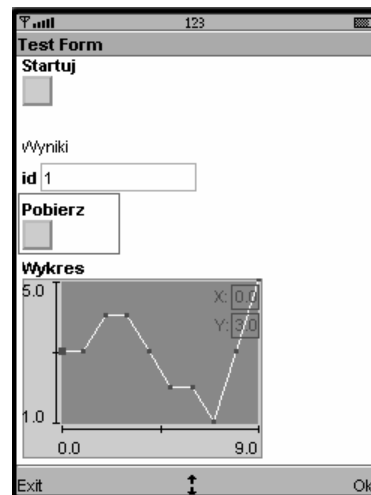 123
Test Form
Startuj
Wyniki
id 1
Pobierz
Wykres
5.0
X: 0.0
Y: 3.0
1.0
0.0 9.0
Exit Ok